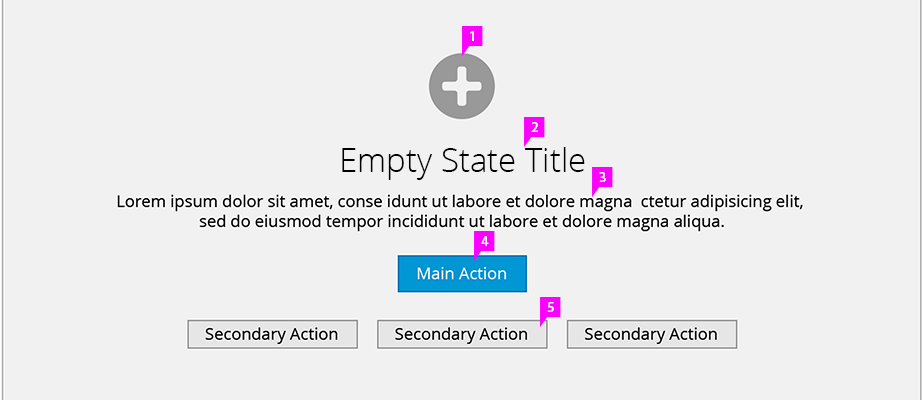 1
2
Empty State Title
3
Lorem ipsum dolor sit amet, conse idunt ut labore et dolore magna  ctetur adipisicing elit,
sed do eiusmod tempor incididunt ut labore et dolore magna aliqua.
4
Main Action
5
Secondary Action Secondary Action Secondary Action